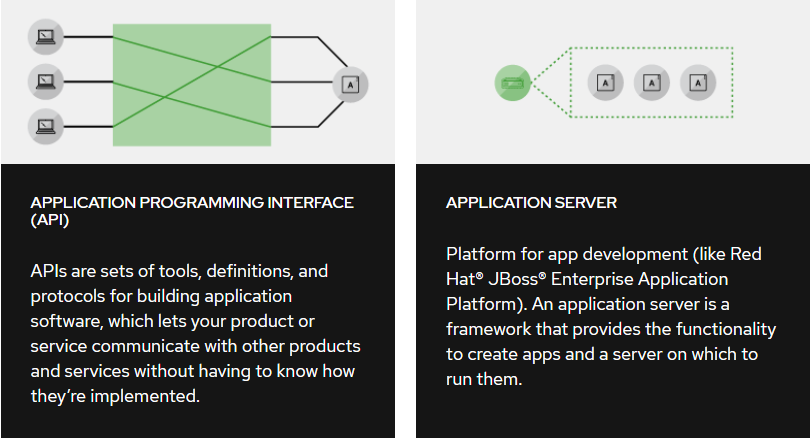 A
A
A
A
APPLICATION PROGRAMMING INTERFACE
(API)
APIs are sets of tools, definitions, and
protocols for building application
software, which lets your product or
service communicate with other products
and services without having to know how
they’re implemented.
APPLICATION SERVER
Platform for app development (like Red
Hat® JBoss® Enterprise Application
Platform). An application server is a
framework that provides the functionality
to create apps and a server on which to
run them.